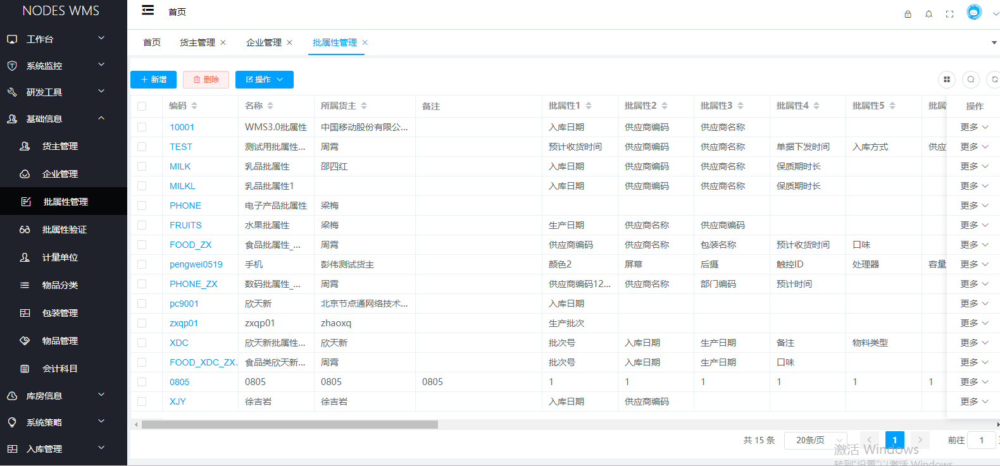 NODES WMS
首页
工作台
系统监控
研发工具
基础信息
货主管理
企业管理
批属性管理
批属性验证
计量单位
物品分类
包装管理
物品管理
会计科目
库房信息
系统策略
入库管理
首页 货主管理 企业管理 批属性管理
新增 删除 操作
编码 名称 所属货主 备注 批属性1 批属性2 批属性3 批属性4 批属性5 批属 操作
10001 WMS3.0批属性 中国移动股份有限公... 入库日期 供应商编码 供应商名称 更多
TEST 测试用批属性... 周霄 预计收货时间 供应商编码 供应商名称 单据下发时间 入库方式 供应 更多
MILK 乳品批属性 邵四红 入库日期 供应商编码 供应商名称 保质期时长 更多
MILKL 乳品批属性1 入库日期 供应商编码 供应商名称 保质期时长 更多
PHONE 电子产品批属性 梁梅 更多
FRUITS 水果批属性 梁梅 生产日期 供应商名称 供应商编码 更多
FOOD_ZX 食品批属性_... 周霄 供应商编码 供应商名称 包装名称 预计收货时间 口味 更多
pengwei0519 手机 彭伟测试货主 颜色2 屏幕 后摄 触控ID 处理器 容量 更多
PHONE_ZX 数码批属性_... 周霄 供应商编码12... 供应商名称 部门编码 预计时间 更多
pc9001 欣天新 北京节点通网络技术... 入库日期 更多
zxqp01 zxqp01 zhaoxq 生产批次 更多
XDC 欣天新批属性... 欣天新 批次号 入库日期 生产日期 备注 物料类型 更多
FOOD_XDC_ZX. 食品类欣天新... 周霄 批次号 入库日期 生产日期 口味 更多
0805 0805 0805 0805 1 1 1 1 1 1 更多
XJY 徐吉岩 徐吉岩 入库日期 供应商编码 更多
共 15 条 20条/页 1 前往 1
激活 Windows
转到"设置"以激活 Windows